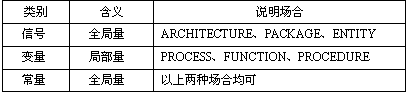 类别 含义 说明场合
信号 全局量 ARCHITECTURE、PACKAGE、ENTITY
变量 局部量 PROCESS、FUNCTION、PROCEDURE
常量 全局量 以上两种场合均可